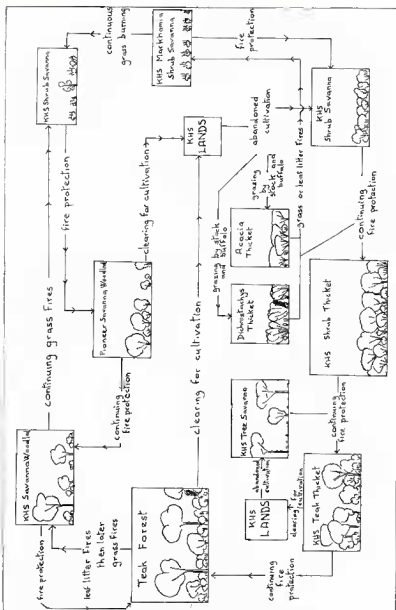 KHS Shrub Savanna
continuous
grass burning
KHS Markhamia
Shrub Savanna
fire
protection
KHS
Shrub Savanna
continuing grass fires
fire protection
Pioneer Savanna Woodland
clearing for cultivation
KHS
LANDS
abandoned
cultivation
grass or leaf litter fires
grazing
by stock and
buffalo
Acacia
Thicket
grazing by stock
and buffalo
Dichrostachys
Thicket
continuing
fire protection
KHS Shrub Thicket
KHS Savanna Woodland
continuing
fire protection
clearing for cultivation
KHS Tree Savanna
abandoned
cultivation
KHS
LANDS
clearing for
cultivation
continuing
fire protection
fire protection
leaf litter fires
then later
grass fires
Teak Forest
continuing
fire
protection
KHS Teak Thicket